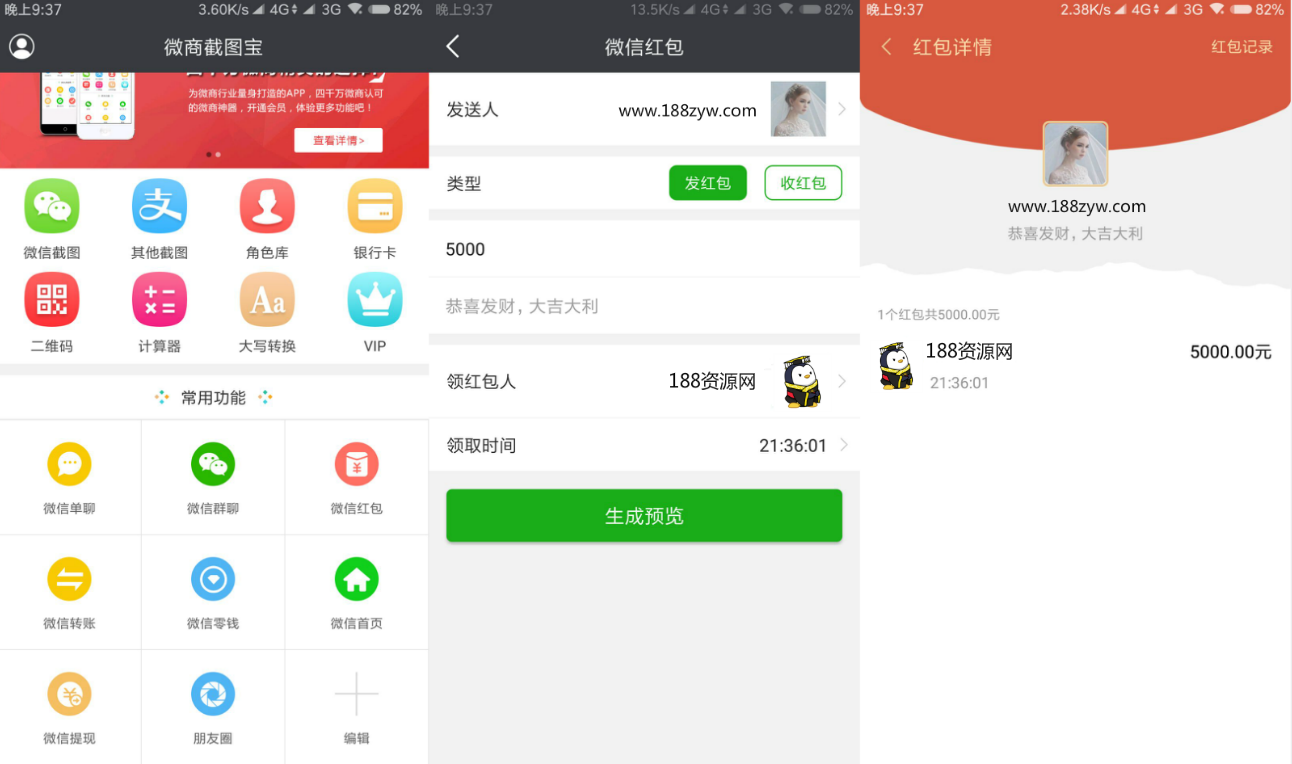 晚上9:37
3.60K/s 4G 3G 82%
微商截图宝
为微商行业量身打造的APP，四千万微商认可
的微商神器，开通会员，体验更多功能吧！
查看详情>
微信截图
其他截图
角色库
银行卡
二维码
计算器
Aa
大写转换
VIP
常用功能
微信单聊
微信群聊
微信红包
微信转账
微信零钱
微信首页
微信提现
朋友圈
编辑
晚上9:37
13.5K/s 4G 3G 82%
微信红包
发送人
www.188zyw.com
类型
发红包
收红包
5000
恭喜发财，大吉大利
领红包人
188资源网
领取时间
21:36:01
生成预览
晚上9:37
2.38K/s 4G 3G 82%
红包详情
红包记录
www.188zyw.com
恭喜发财，大吉大利
1个红包共5000.00元
188资源网
5000.00元
21:36:01